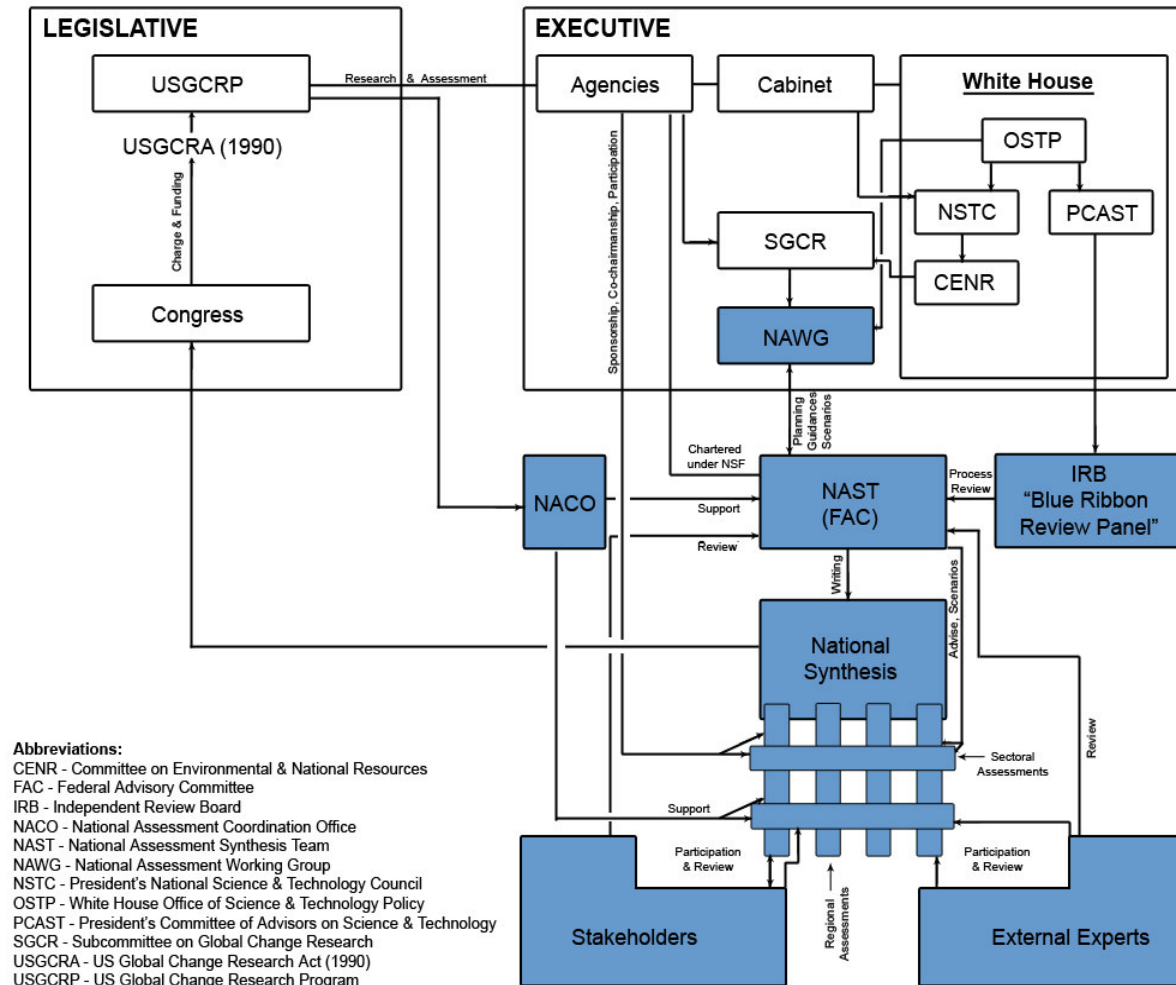 LEGISLATIVE
USGCRP
USGCRA (1990)
Charge & Funding
Congress
Research & Assessment
EXECUTIVE
Agencies
Cabinet
White House
OSTP
NSTC
PCAST
CENR
SGCR
NAWG
Sponsorship, Co-chairmanship, Participation
Planning
Guidances
Scenarios
Chartered
under NSF
NACO
Support
Review
NAST
(FAC)
Process
Review
IRB
“Blue Ribbon
Review Panel”
Writing
Advise, Scenarios
National
Synthesis
Review
Sectoral
Assessments
Support
Participation
& Review
Participation
& Review
Regional
Assessments
Stakeholders
External Experts
Abbreviations:
CENR - Committee on Environmental & National Resources
FAC - Federal Advisory Committee
IRB - Independent Review Board
NACO - National Assessment Coordination Office
NAST - National Assessment Synthesis Team
NAWG - National Assessment Working Group
NSTC - President's National Science & Technology Council
OSTP - White House Office of Science & Technology Policy
PCAST - President's Committee of Advisors on Science & Technology
SGCR - Subcommittee on Global Change Research
USGCRA - US Global Change Research Act (1990)
USGCRP - US Global Change Research Program